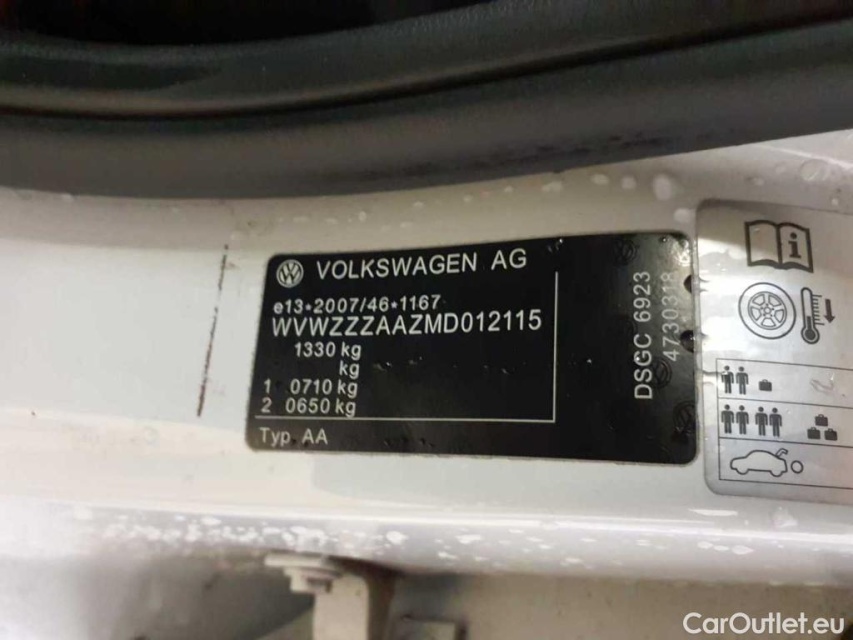 VOLKSWAGEN AG
e13*2007/46*1167
WVWZZZAAZMD012115
1330 kg
kg
1 0710 kg
2 0650 kg
Typ AA
DSGC 6923
4730318
CarOutlet.eu